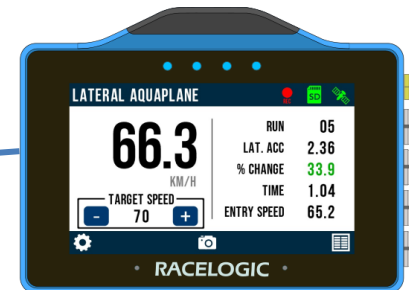 LATERAL AQUAPLANE
SD
66.3
KM/H
TARGET SPEED
- 70 +
RUN 05
LAT. ACC 2.36
% CHANGE 33.9
TIME 1.04
ENTRY SPEED 65.2
RACELOGIC